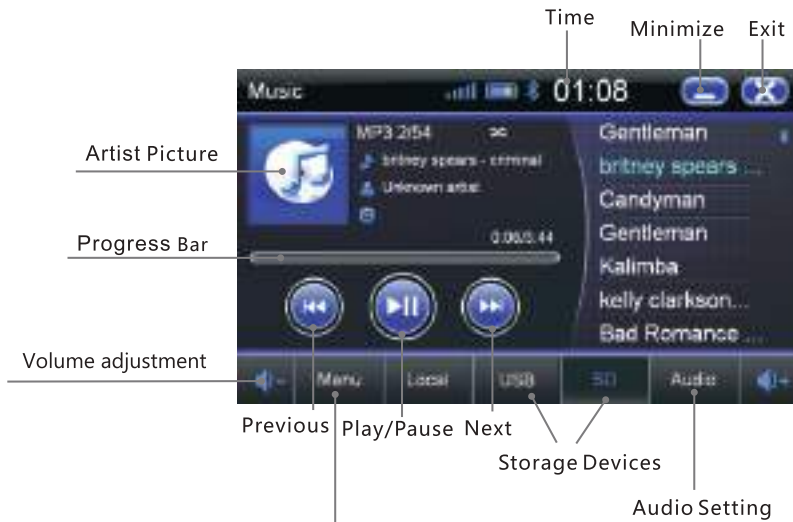 Time
Minimize Exit
Music 01:08
Artist Picture
MP3 2/54
britney spears - criminal
Unknown artist
0:06/3:44
Gentleman
britney spears ...
Candyman
Gentleman
Kalimba
kelly clarkson...
Bad Romance ...
Progress Bar
Volume adjustment
Menu Local USB SD Audio
Previous Play/Pause Next
Storage Devices
Audio Setting